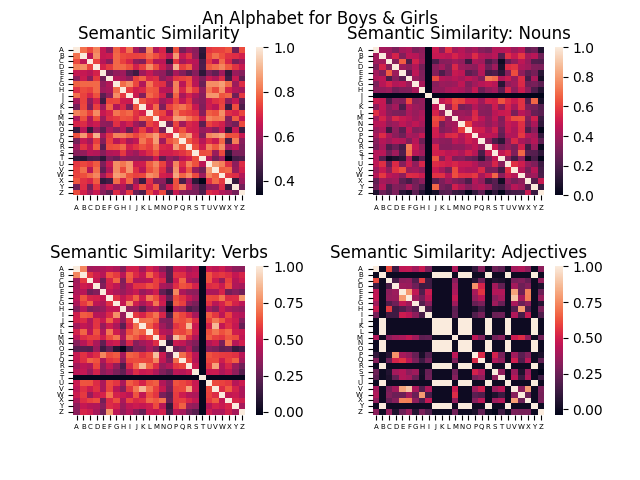 An Alphabet for Boys & Girls
Semantic Similarity
Semantic Similarity: Nouns
A
B
C
D
E
F
G
H
I
J
K
L
M
N
O
P
Q
R
S
T
U
V
W
X
Y
Z
A B C D E F G H I J K L M N O P Q R S T U V W X Y Z
1.0
0.8
0.6
0.4
A
B
C
D
E
F
G
H
I
J
K
L
M
N
O
P
Q
R
S
T
U
V
W
X
Y
Z
A B C D E F G H I J K L M N O P Q R S T U V W X Y Z
1.0
0.8
0.6
0.4
0.2
0.0
Semantic Similarity: Verbs
Semantic Similarity: Adjectives
A
B
C
D
E
F
G
H
I
J
K
L
M
N
O
P
Q
R
S
T
U
V
W
X
Y
Z
A B C D E F G H I J K L M N O P Q R S T U V W X Y Z
1.00
0.75
0.50
0.25
0.00
A
B
C
D
E
F
G
H
I
J
K
L
M
N
O
P
Q
R
S
T
U
V
W
X
Y
Z
A B C D E F G H I J K L M N O P Q R S T U V W X Y Z
1.00
0.75
0.50
0.25
0.00